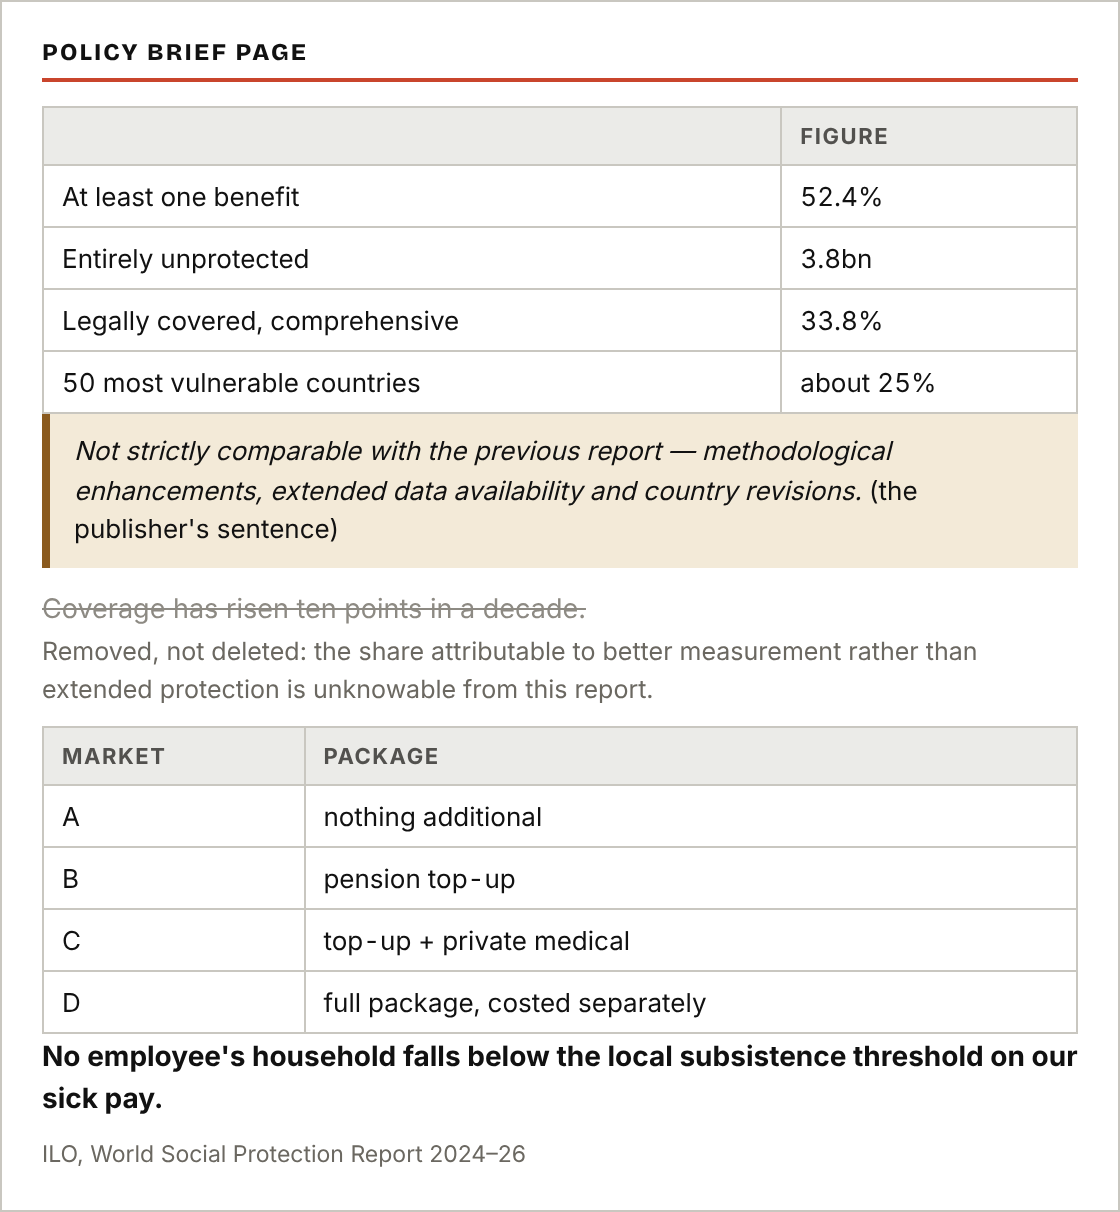 POLICY BRIEF PAGE
FIGURE
At least one benefit 52.4%
Entirely unprotected 3.8bn
Legally covered, comprehensive 33.8%
50 most vulnerable countries about 25%
Not strictly comparable with the previous report — methodological
enhancements, extended data availability and country revisions. (the
publisher's sentence)
Coverage has risen ten points in a decade.
Removed, not deleted: the share attributable to better measurement rather than
extended protection is unknowable from this report.
MARKET PACKAGE
A nothing additional
B pension top-up
C top-up + private medical
D full package, costed separately
No employee's household falls below the local subsistence threshold on our
sick pay.
ILO, World Social Protection Report 2024–26